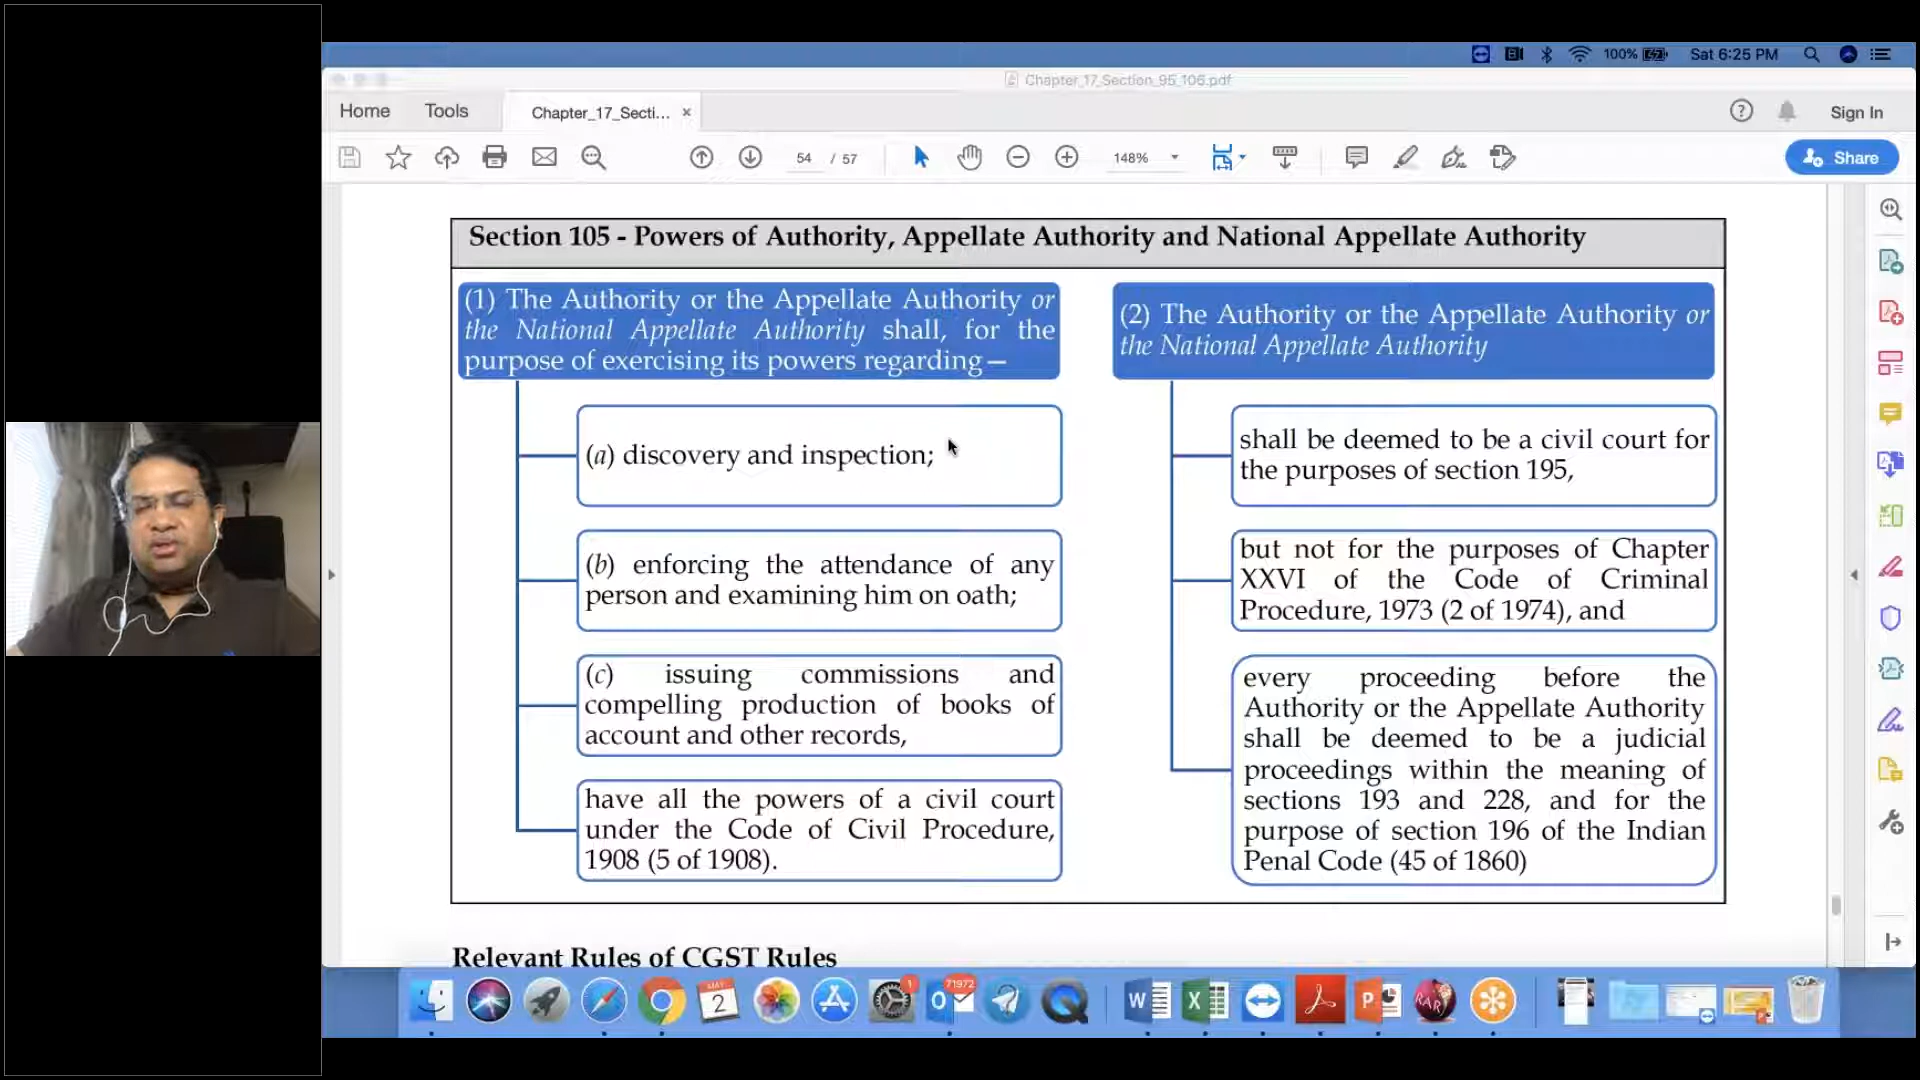 100%
Sat 6:25 PM
Chapter_17_Section_95_106.pdf
Home
Tools
Chapter_17_Secti...
×
Sign In
54 / 57
148%
Share
Section 105 - Powers of Authority, Appellate Authority and National Appellate Authority
(1) The Authority or the Appellate Authority or
the National Appellate Authority shall, for the
purpose of exercising its powers regarding—
(a) discovery and inspection;
(b) enforcing the attendance of any
person and examining him on oath;
(c) issuing commissions and
compelling production of books of
account and other records,
have all the powers of a civil court
under the Code of Civil Procedure,
1908 (5 of 1908).
(2) The Authority or the Appellate Authority or
the National Appellate Authority
shall be deemed to be a civil court for
the purposes of section 195,
but not for the purposes of Chapter
XXVI of the Code of Criminal
Procedure, 1973 (2 of 1974), and
every proceeding before the
Authority or the Appellate Authority
shall be deemed to be a judicial
proceedings within the meaning of
sections 193 and 228, and for the
purpose of section 196 of the Indian
Penal Code (45 of 1860)
Relevant Rules of CGST Rules
MAY
2
1
71972
RAR